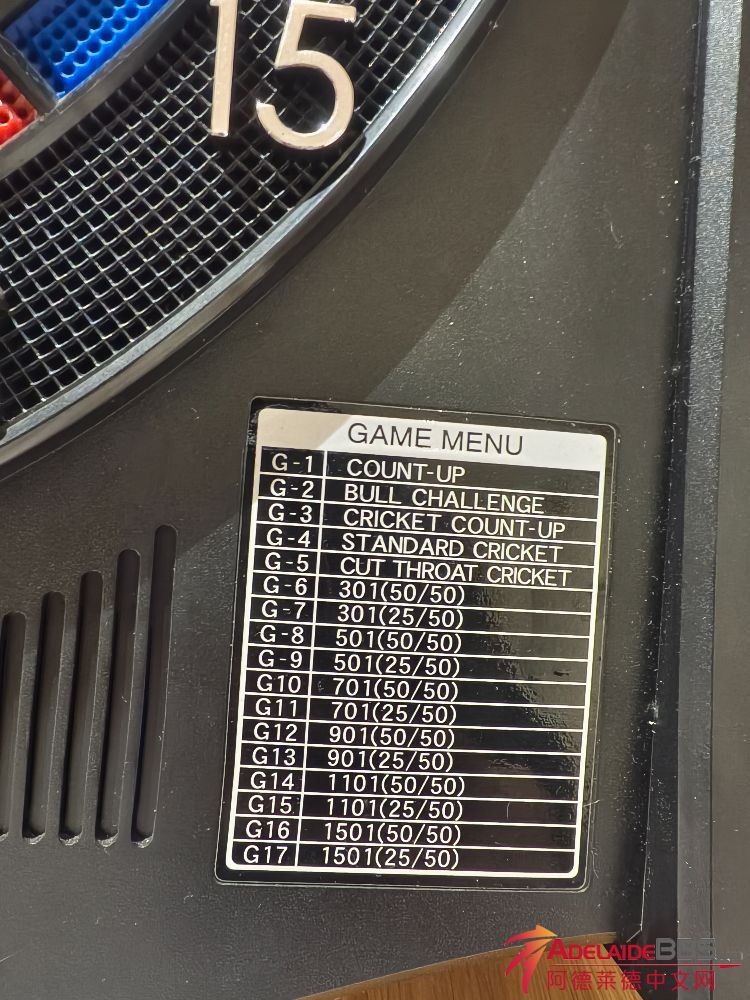 15
GAME MENU
G-1 COUNT-UP
G-2 BULL CHALLENGE
G-3 CRICKET COUNT-UP
G-4 STANDARD CRICKET
G-5 CUT THROAT CRICKET
G-6 301(50/50)
G-7 301(25/50)
G-8 501(50/50)
G-9 501(25/50)
G10 701(50/50)
G11 701(25/50)
G12 901(50/50)
G13 901(25/50)
G14 1101(50/50)
G15 1101(25/50)
G16 1501(50/50)
G17 1501(25/50)
ADELAIDEBBS
阿德莱德中文网